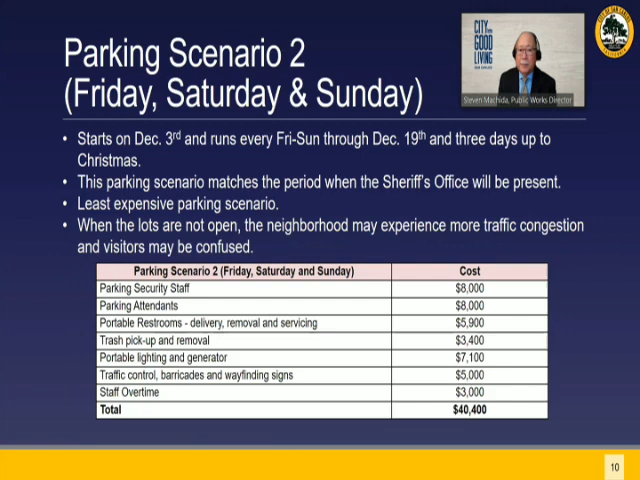 Parking Scenario 2
(Friday, Saturday & Sunday)
CITY
GOOD
LIVING
Steven Machida, Public Works Director
• Starts on Dec. 3rd and runs every Fri-Sun through Dec. 19th and three days up to
Christmas.
• This parking scenario matches the period when the Sheriff's Office will be present.
• Least expensive parking scenario.
• When the lots are not open, the neighborhood may experience more traffic congestion
and visitors may be confused.
Parking Scenario 2 (Friday, Saturday and Sunday) Cost
Parking Security Staff $8,000
Parking Attendants $8,000
Portable Restrooms - delivery, removal and servicing $5,900
Trash pick-up and removal $3,400
Portable lighting and generator $7,100
Traffic control, barricades and wayfinding signs $5,000
Staff Overtime $3,000
Total $40,400
10